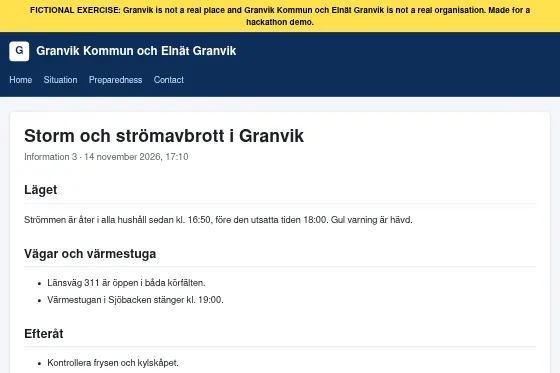 FICTIONAL EXERCISE: Granvik is not a real place and Granvik Kommun och Elnät Granvik is not a real organisation. Made for a
hackathon demo.
G
Granvik Kommun och Elnät Granvik
Home Situation Preparedness Contact
Storm och strömavbrott i Granvik
Information 3 · 14 november 2026, 17:10
Läget
Strömmen är åter i alla hushåll sedan kl. 16:50, före den utsatta tiden 18:00. Gul varning är hävd.
Vägar och värmestuga
• Länsväg 311 är öppen i båda körfälten.
• Värmestugan i Sjöbacken stänger kl. 19:00.
Efteråt
• Kontrollera frysen och kylskåpet.